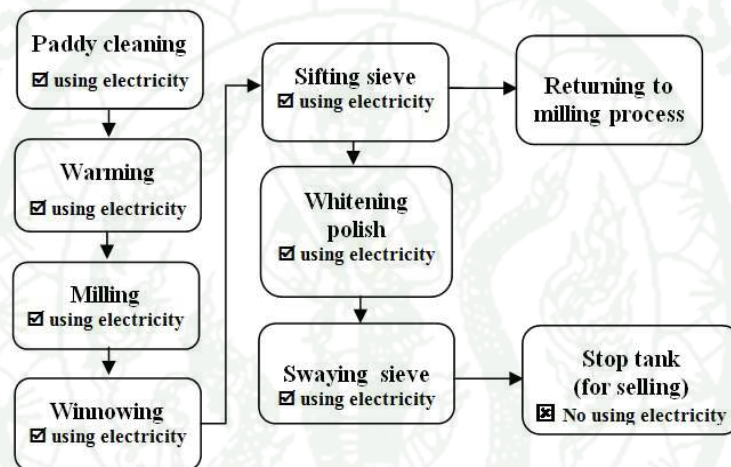 Paddy cleaning
☑ using electricity
Warming
☑ using electricity
Milling
☑ using electricity
Winnowing
☑ using electricity
Sifting sieve
☑ using electricity
Returning to
milling process
Whitening
polish
☑ using electricity
Swaying sieve
☑ using electricity
Stop tank
(for selling)
☒ No using electricity